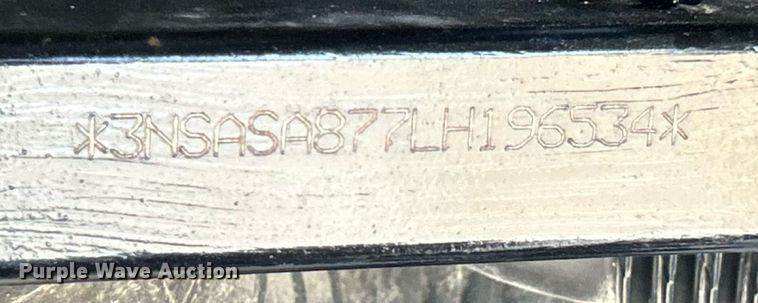 *3NSASA877LH196534*
Purple Wave Auction